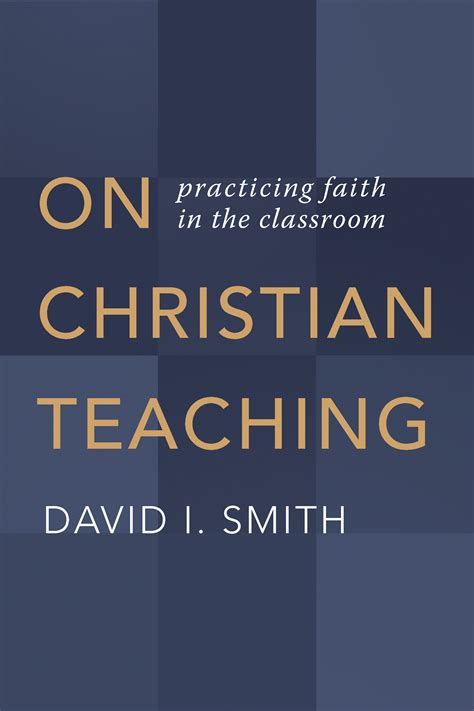 ON
practicing faith
in the classroom
CHRISTIAN
TEACHING
DAVID I. SMITH